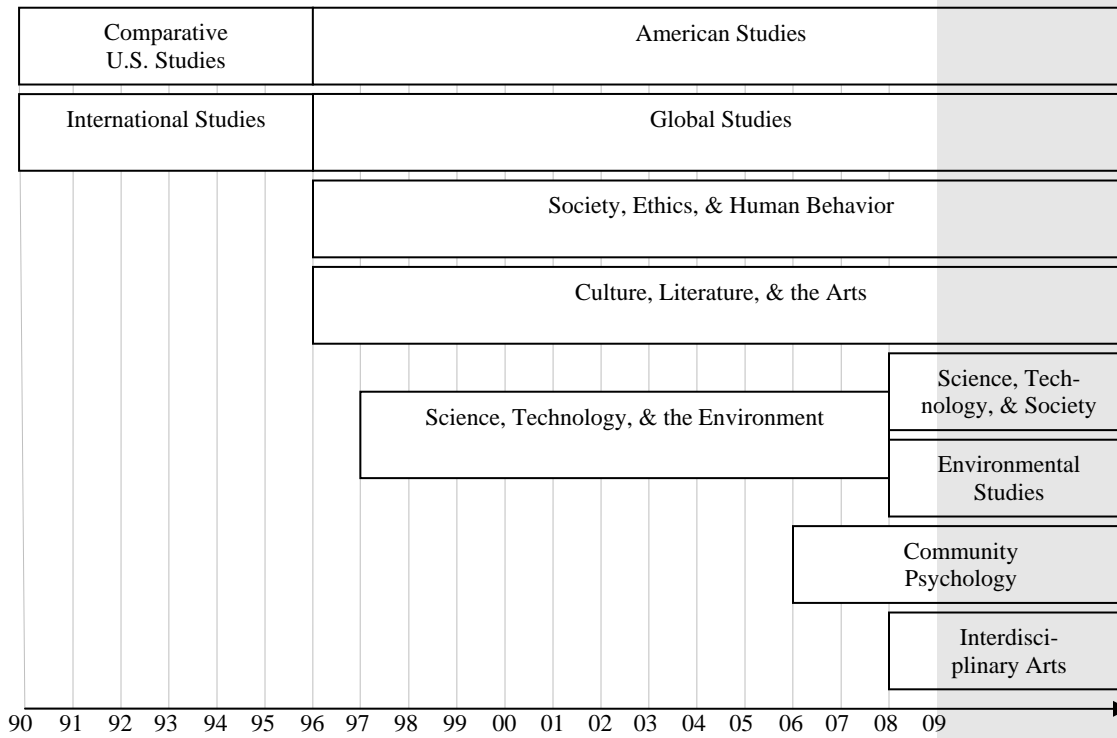 Comparative
U.S. Studies
American Studies
International Studies
Global Studies
Society, Ethics, & Human Behavior
Culture, Literature, & the Arts
Science, Technology, & the Environment
Science, Tech-
nology, & Society
Environmental
Studies
Community
Psychology
Interdisci-
plinary Arts
90 91 92 93 94 95 96 97 98 99 00 01 02 03 04 05 06 07 08 09